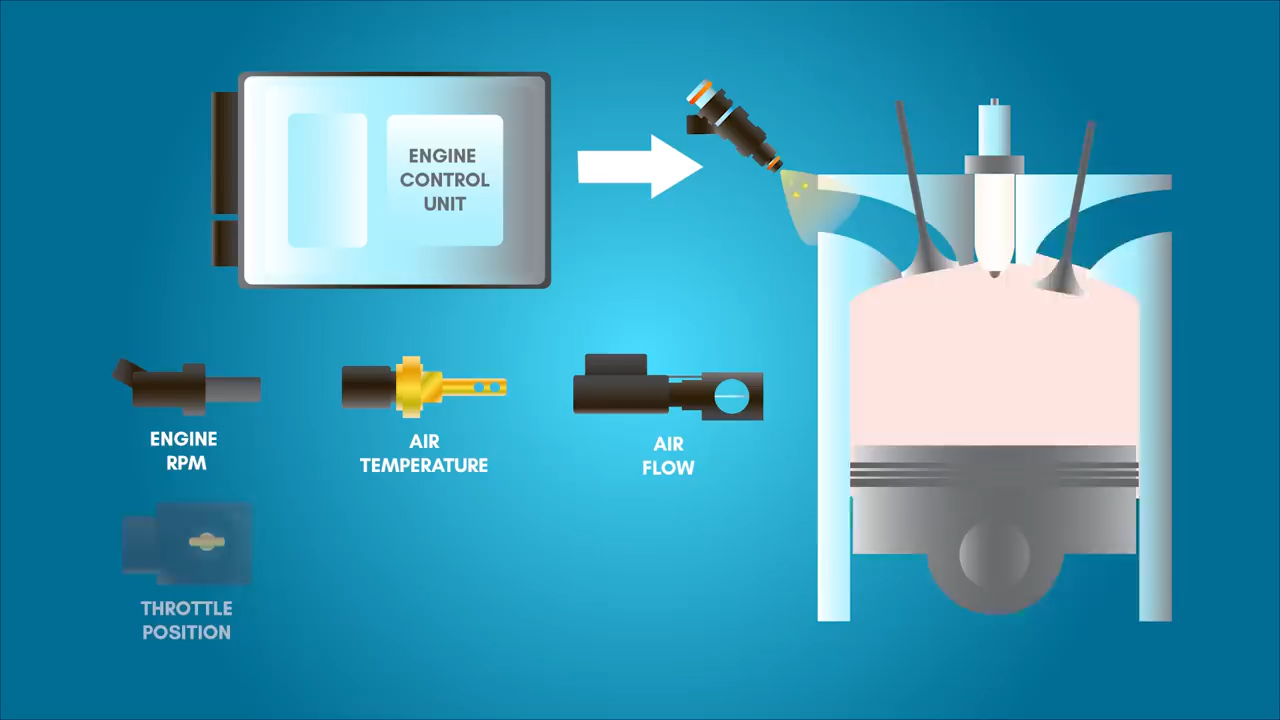 ENGINE
CONTROL
UNIT
ENGINE
RPM
AIR
TEMPERATURE
AIR
FLOW
THROTTLE
POSITION